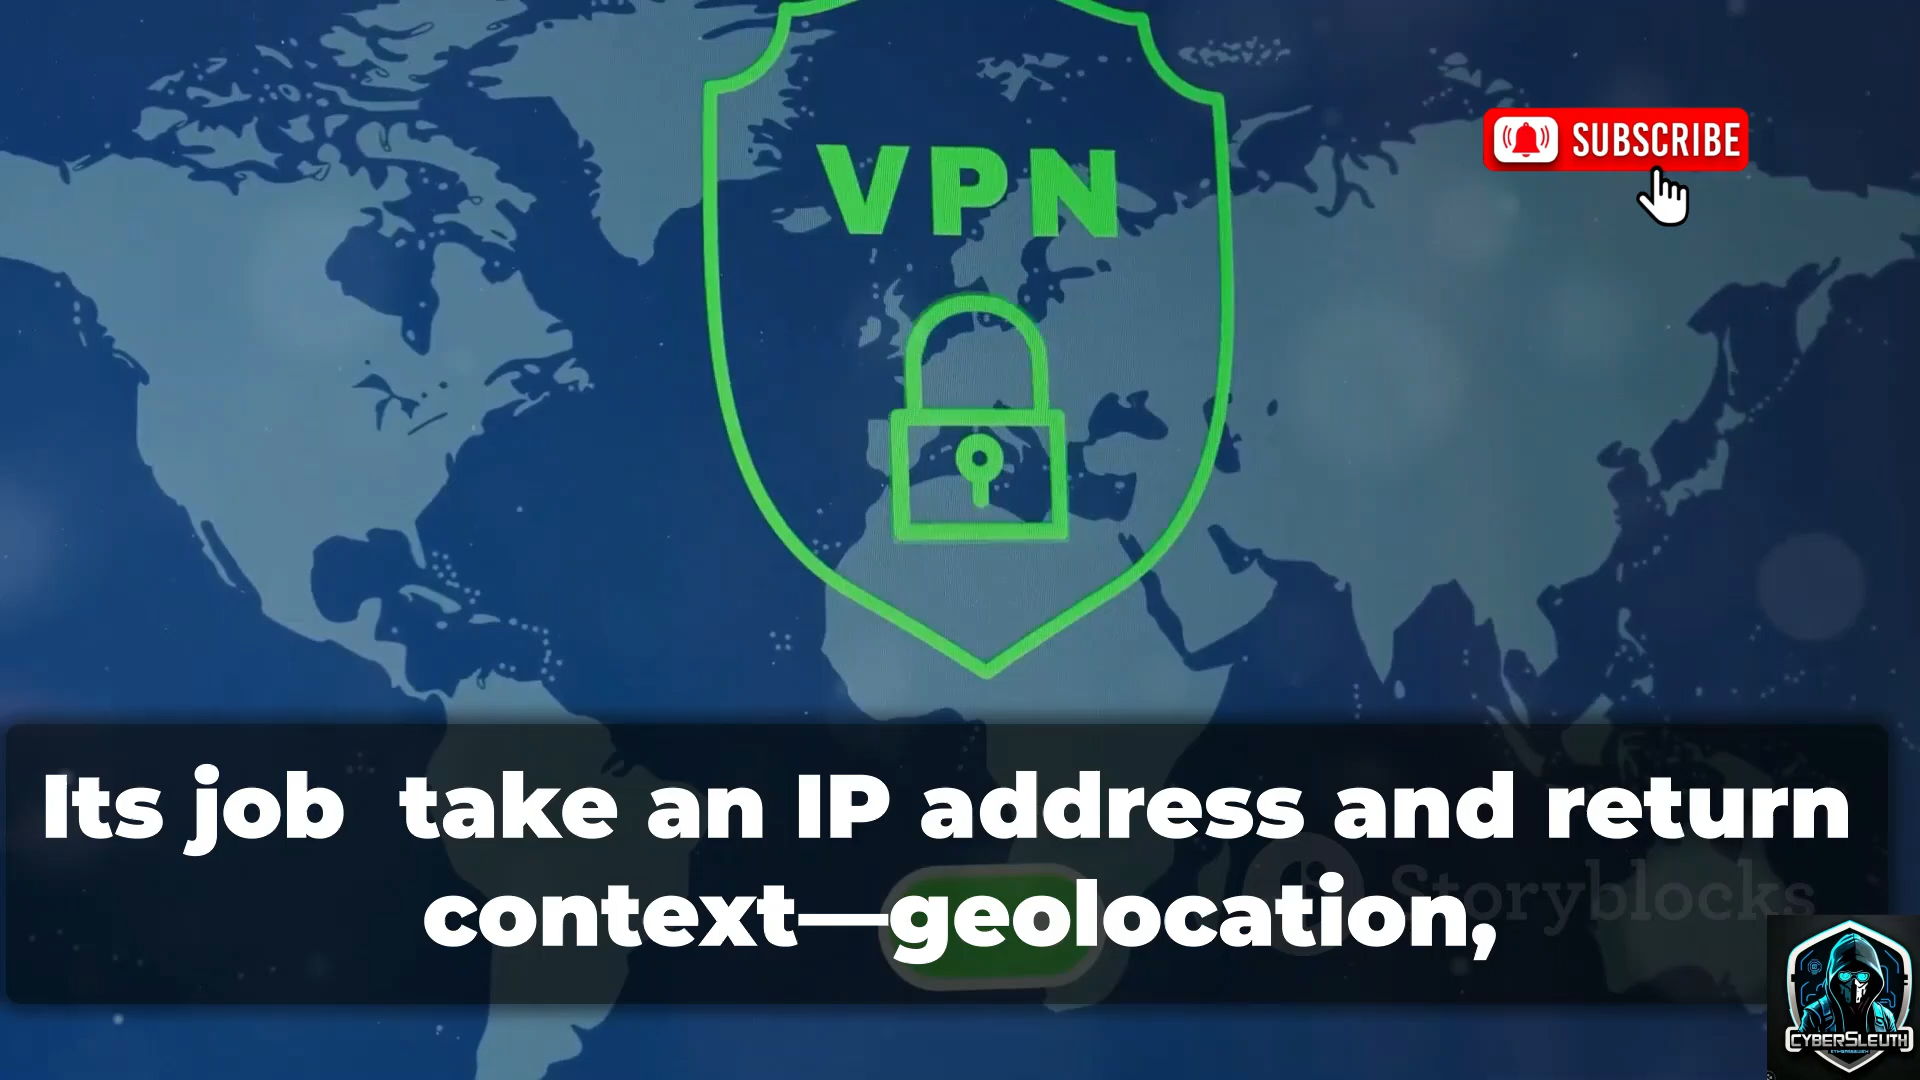 VPN
SUBSCRIBE
Its job  take an IP address and return
context—geolocation,
Storyblocks
CYBERSLEUTH